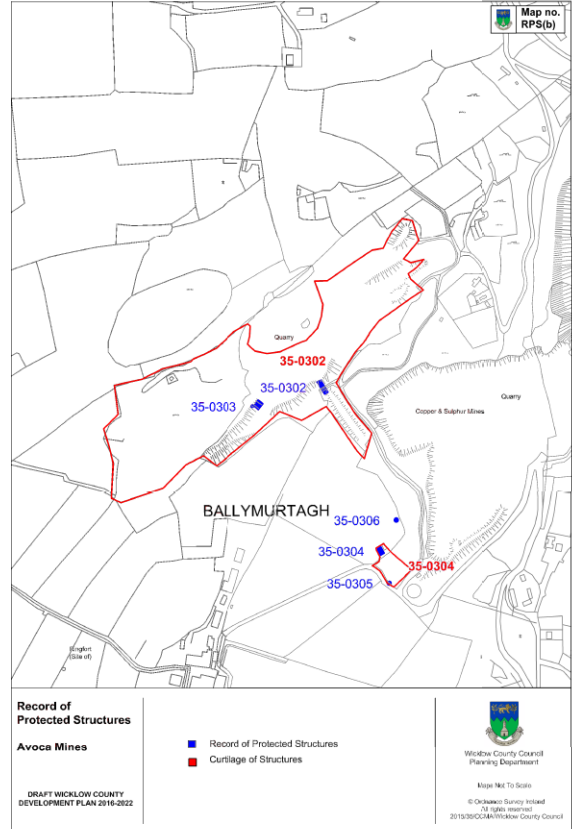 Map no.
RPS(b)
Quarry
35-0302
35-0302
35-0303
Quarry
Copper & Sulphur Mines
BALLYMURTAGH
35-0306
35-0304
35-0304
35-0305
(Site of)
Record of
Protected Structures
Avoca Mines
DRAFT WICKLOW COUNTY
DEVELOPMENT PLAN 2016-2022
Record of Protected Structures
Curtilage of Structures
Wicklow County Council
Planning Department
Maps Not To Scale
© Ordnance Survey Ireland
All rights reserved
2015/35/CCMA/Wicklow County Council